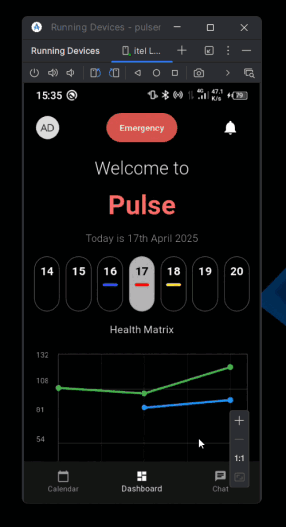 Running Devices - pulser
Running Devices
itel L...
15:35
4G
47.1
K/s
79
AD
Emergency
Welcome to
Pulse
Today is 17th April 2025
14 15 16 17 18 19 20
Health Matrix
132
108
81
54
1:1
Calendar
Dashboard
Chat